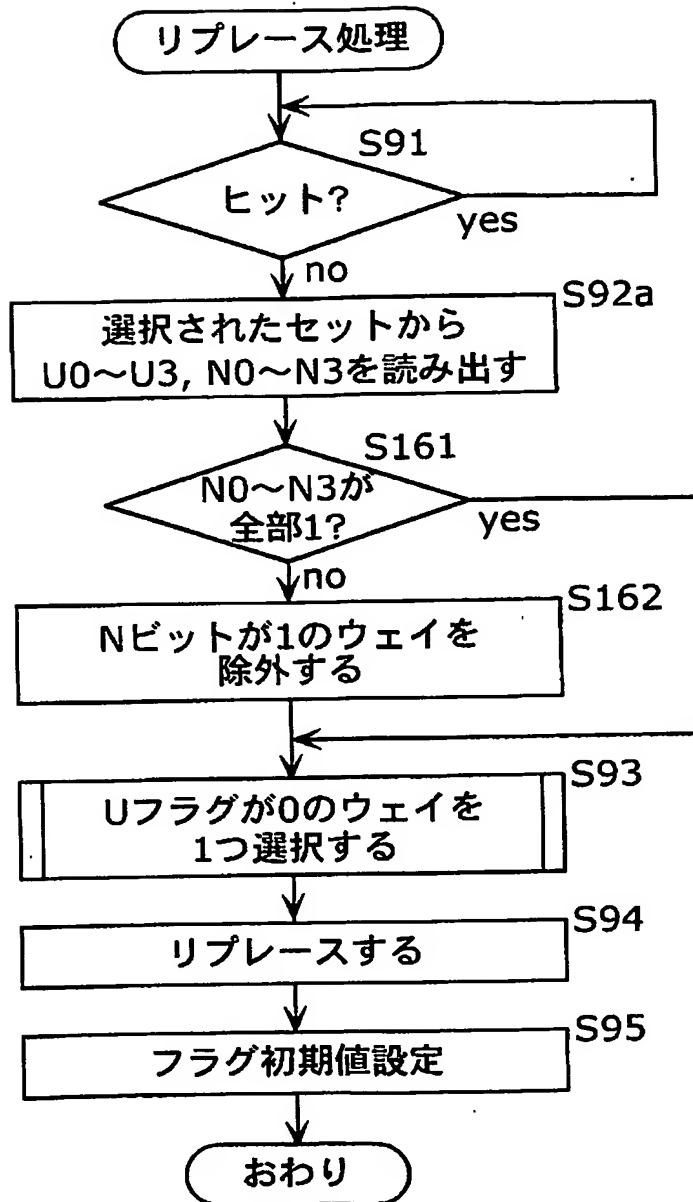 リプレース処理
S91
ヒット?
yes
no
S92a
選択されたセットから
U0～U3, N0～N3を読み出す
S161
N0～N3が
全部1?
yes
no
S162
Nビットが1のウェイを
除外する
S93
Uフラグが0のウェイを
1つ選択する
S94
リプレースする
S95
フラグ初期値設定
おわり